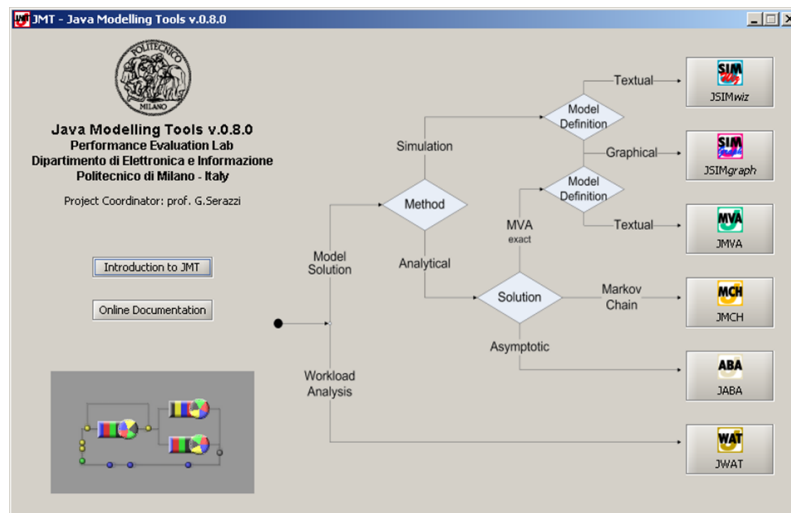 JMT - Java Modelling Tools v.0.8.0
POLITECNICO
MILANO
Java Modelling Tools v.0.8.0
Performance Evaluation Lab
Dipartimento di Elettronica e Informazione
Politecnico di Milano - Italy
Project Coordinator: prof. G.Serazzi
Introduction to JMT
Online Documentation
Model
Solution
Workload
Analysis
Simulation
Method
Analytical
Model
Definition
Textual
Graphical
Model
Definition
Textual
MVA
exact
Solution
Markov
Chain
Asymptotic
SIM
JSIMwiz
SIM
JSIMgraph
MVA
JMVA
MCH
JMCH
ABA
JABA
WAT
JWAT